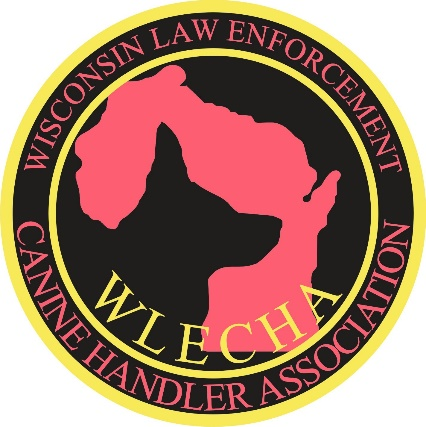 WISCONSIN LAW ENFORCEMENT
CANINE HANDLER ASSOCIATION
WLECHA